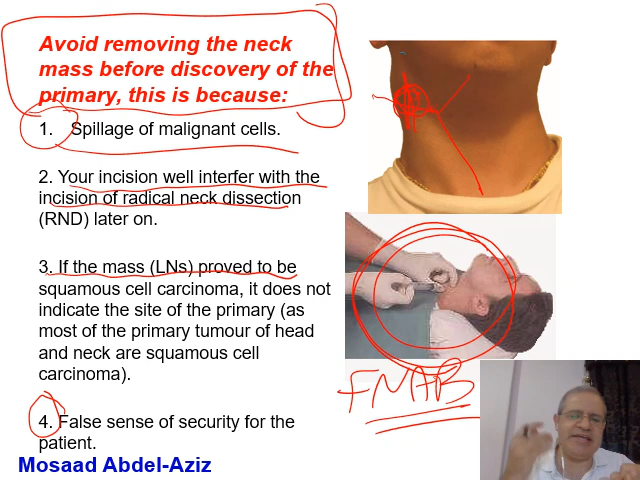 Avoid removing the neck
mass before discovery of the
primary, this is because:
1. Spillage of malignant cells.
2. Your incision well interfer with the
incision of radical neck dissection
(RND) later on.
3. If the mass (LNs) proved to be
squamous cell carcinoma, it does not
indicate the site of the primary (as
most of the primary tumour of head
and neck are squamous cell
carcinoma).
4. False sense of security for the
patient.
FNAB
Mosaad Abdel-Aziz